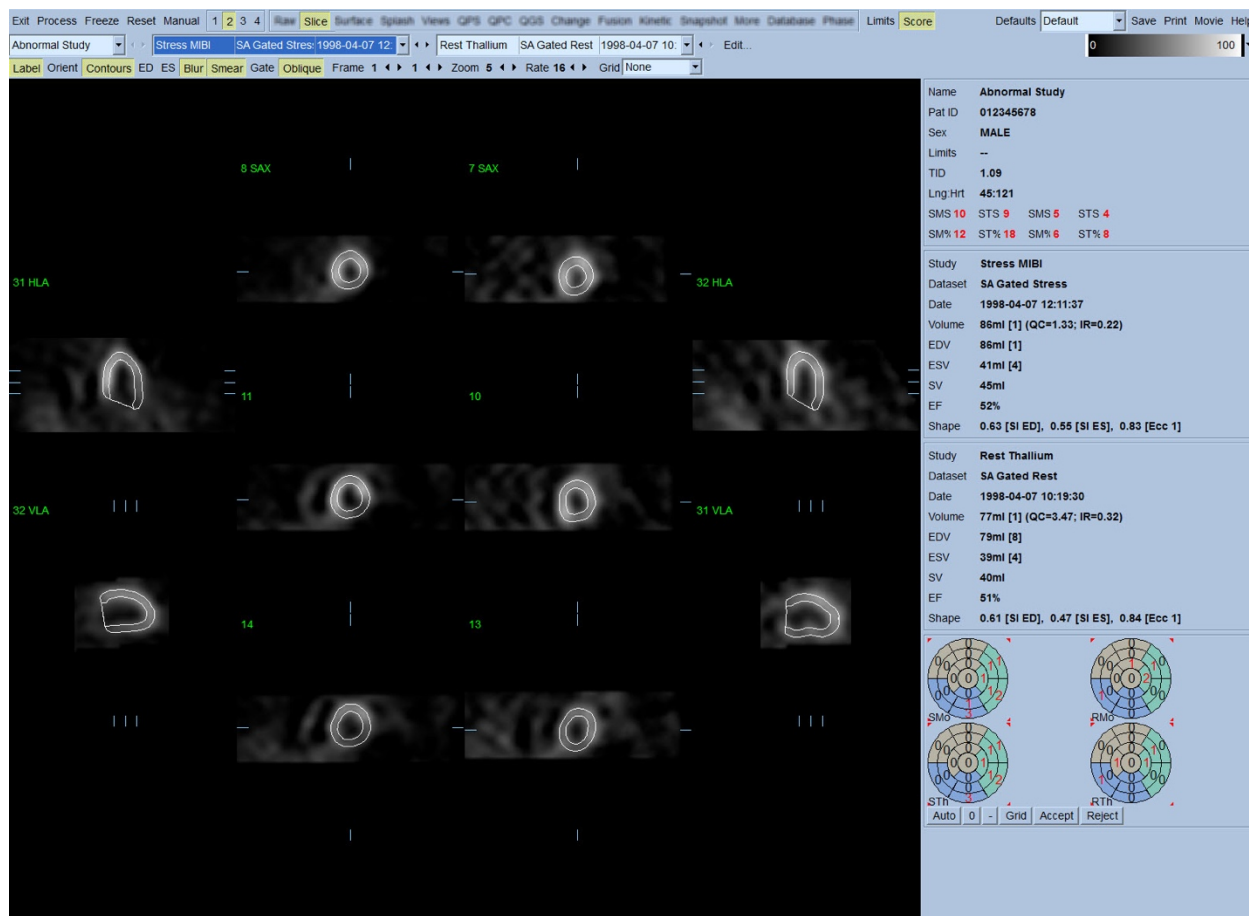 Exit Process Freeze Reset Manual 1 2 3 4 Raw Slice Surface Splash Views QPS QPC QGS Change Fusion Kinetic Snapshot More Database Phase Limits Score Defaults Default Save Print Movie Help
Abnormal Study Stress MIBI SA Gated Stres: 1998-04-07 12: Rest Thallium SA Gated Rest 1998-04-07 10: Edit... 0 100
Label Orient Contours ED ES Blur Smear Gate Oblique Frame 1 1 Zoom 5 Rate 16 Grid None
8 SAX 7 SAX
31 HLA 32 HLA
11 10
32 VLA 31 VLA
14 13
Name Abnormal Study
Pat ID 012345678
Sex MALE
Limits --
TID 1.09
Lng:Hrt 45:121
SMS 10 STS 9 SMS 5 STS 4
SM% 12 ST% 18 SM% 6 ST% 8
Study Stress MIBI
Dataset SA Gated Stress
Date 1998-04-07 12:11:37
Volume 86ml [1] (QC=1.33; IR=0.22)
EDV 86ml [1]
ESV 41ml [4]
SV 45ml
EF 52%
Shape 0.63 [SI ED], 0.55 [SI ES], 0.83 [Ecc 1]
Study Rest Thallium
Dataset SA Gated Rest
Date 1998-04-07 10:19:30
Volume 77ml [1] (QC=3.47; IR=0.32)
EDV 79ml [8]
ESV 39ml [4]
SV 40ml
EF 51%
Shape 0.61 [SI ED], 0.47 [SI ES], 0.84 [Ecc 1]
SMo RMo
STh RTh
Auto 0 - Grid Accept Reject